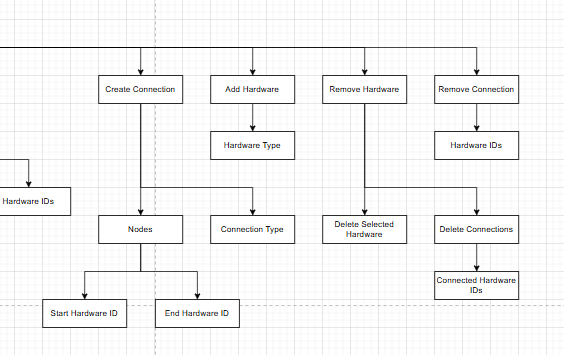 Create Connection
Add Hardware
Remove Hardware
Remove Connection
Hardware Type
Hardware IDs
Hardware IDs
Nodes
Connection Type
Delete Selected
Hardware
Delete Connections
Connected Hardware
IDs
Start Hardware ID
End Hardware ID